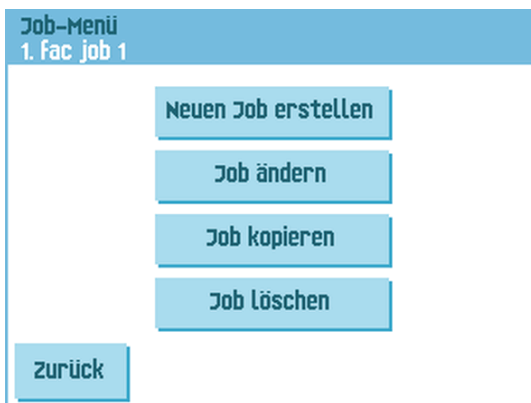 Job-Menü
1. Fac job 1
Neuen Job erstellen
Job ändern
Job kopieren
Job löschen
Zurück